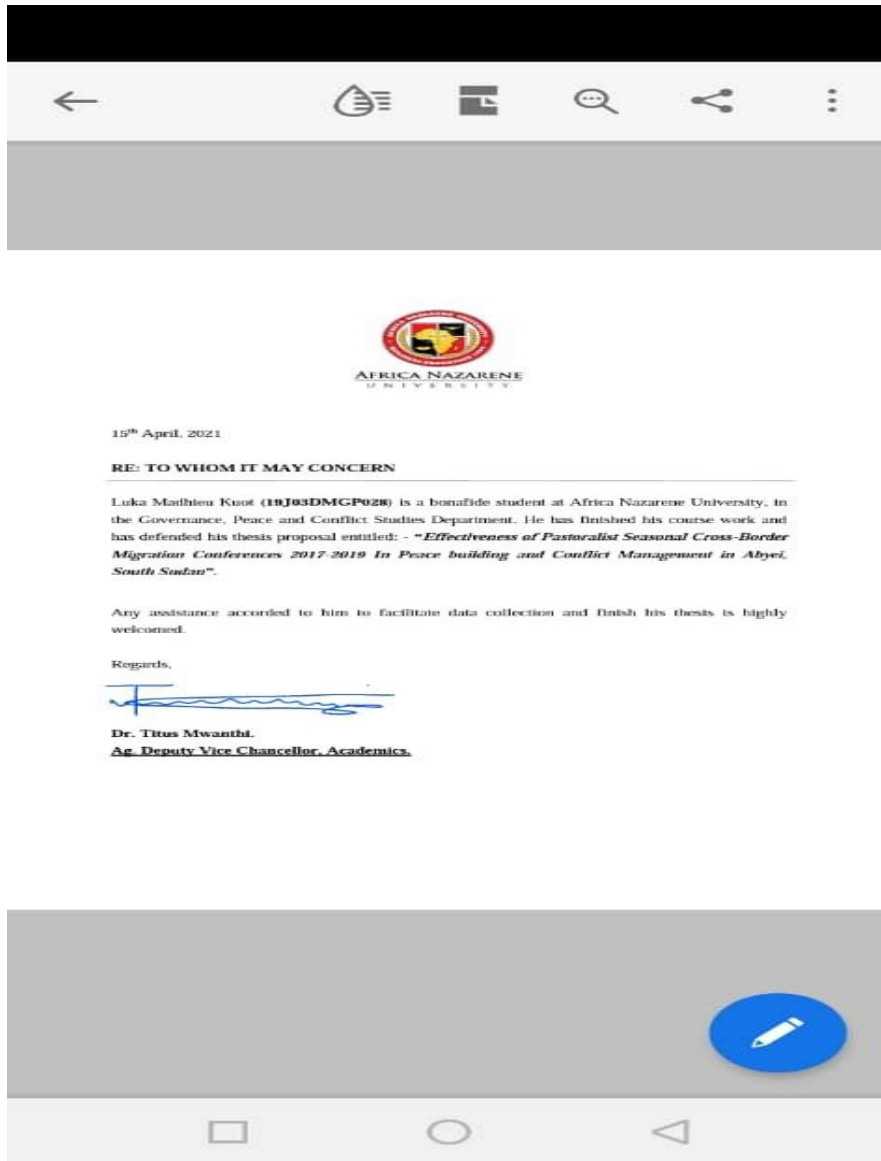 AFRICA NAZARENE
UNIVERSITY
15th April, 2021
RE: TO WHOM IT MAY CONCERN
Luka Madhieu Kuot (19J03DMGP028) is a bonafide student at Africa Nazarene University, in
the Governance, Peace and Conflict Studies Department. He has finished his course work and
has defended his thesis proposal entitled: - "Effectiveness of Pastoralist Seasonal Cross-Border
Migration Conferences 2017-2019 In Peace building and Conflict Management in Abyei,
South Sudan".
Any assistance accorded to him to facilitate data collection and finish his thesis is highly
welcomed.
Regards,
Dr. Titus Mwanthi.
Ag. Deputy Vice Chancellor, Academics.